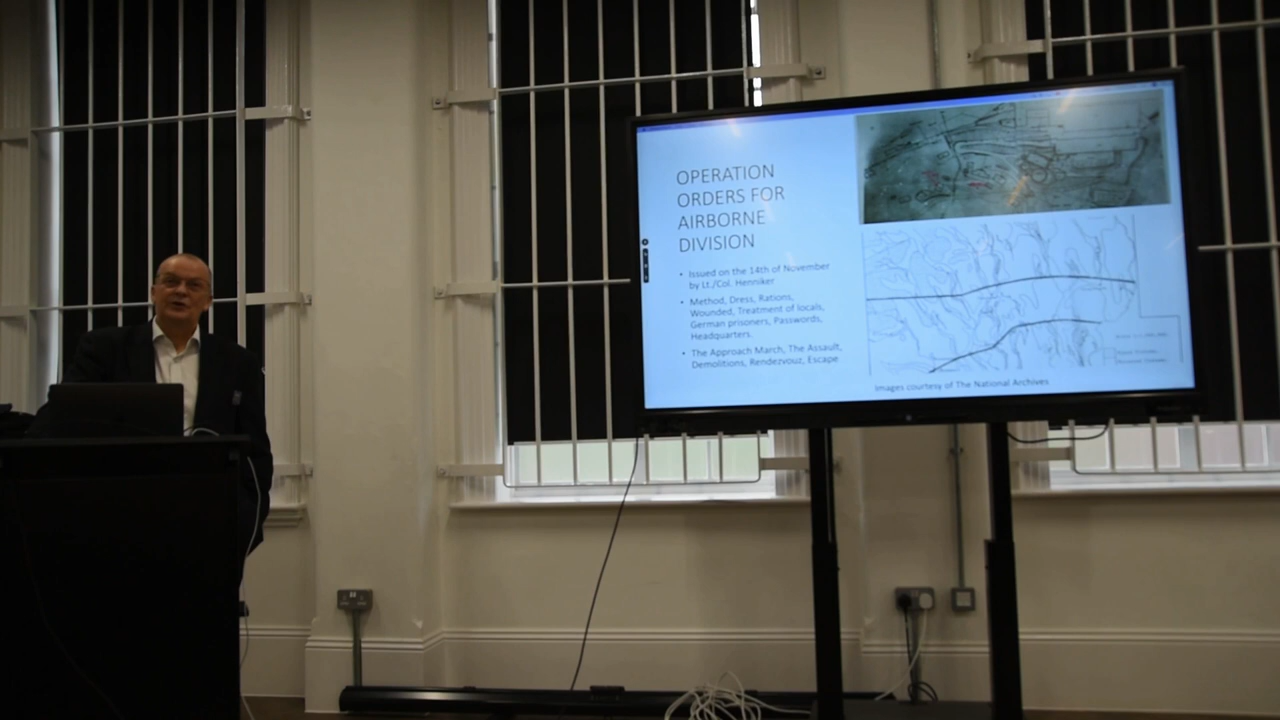 OPERATION
ORDERS FOR
AIRBORNE
DIVISION
• Issued on the 14th of November
by Lt./Col. Henniker
• Method, Dress, Rations,
Wounded, Treatment of locals,
German prisoners, Passwords,
Headquarters.
• The Approach March, The Assault,
Demolitions, Rendezvouz, Escape
Images courtesy of The National Archives